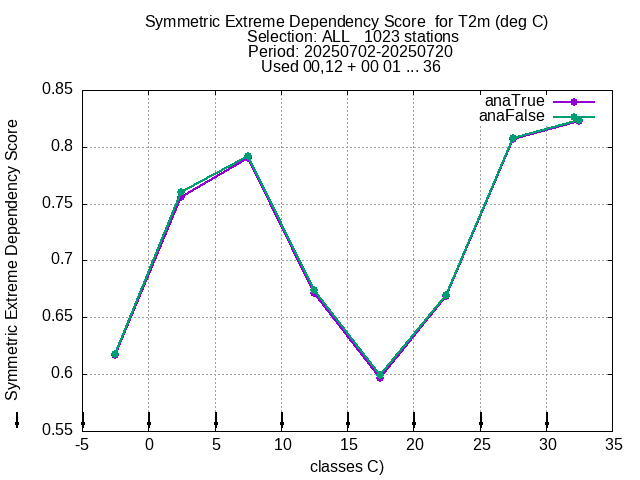 Symmetric Extreme Dependency Score  for T2m (deg C)
Selection: ALL   1023 stations
Period: 20250702-20250720
Used 00,12 + 00 01 ... 36
anaTrue
anaFalse
Symmetric Extreme Dependency Score
0.85
0.8
0.75
0.7
0.65
0.6
0.55
-5 0 5 10 15 20 25 30 35
classes C)